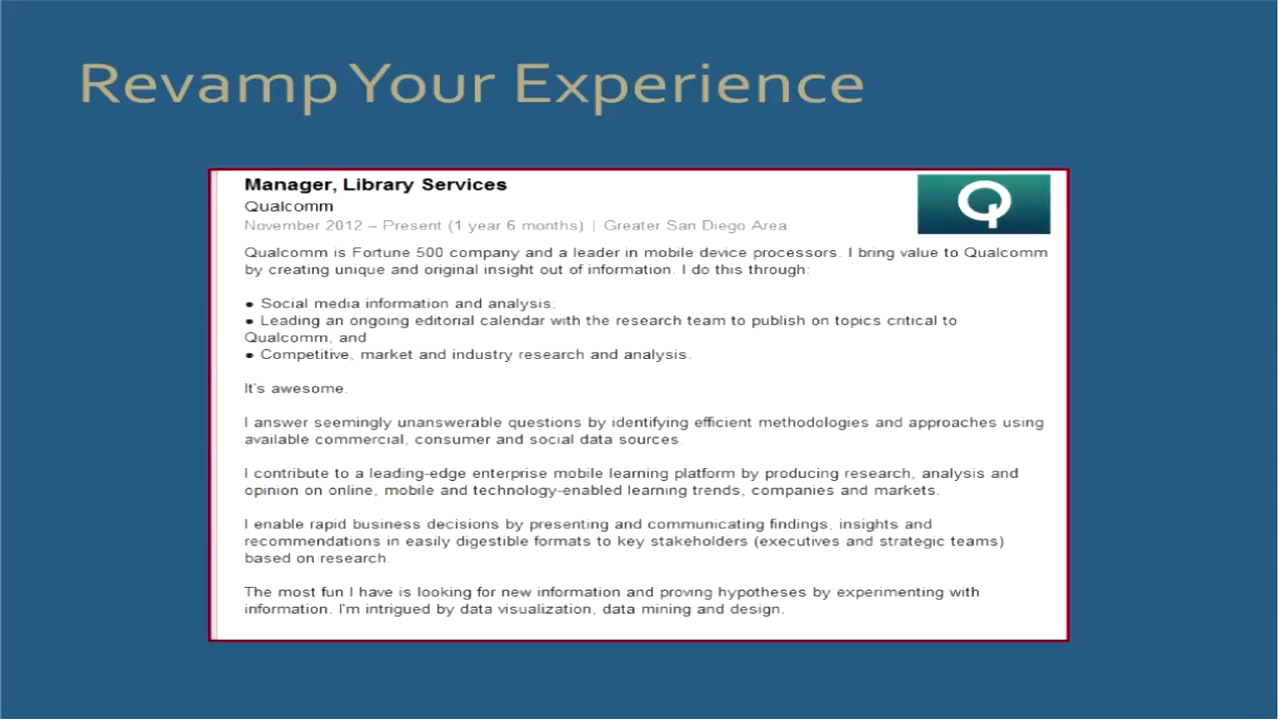 Revamp Your Experience
Manager, Library Services
Qualcomm
November 2012 – Present (1 year 6 months) | Greater San Diego Area
Qualcomm is Fortune 500 company and a leader in mobile device processors. I bring value to Qualcomm
by creating unique and original insight out of information. I do this through:
● Social media information and analysis;
● Leading an ongoing editorial calendar with the research team to publish on topics critical to
Qualcomm; and
● Competitive, market and industry research and analysis.
It's awesome.
I answer seemingly unanswerable questions by identifying efficient methodologies and approaches using
available commercial, consumer and social data sources.
I contribute to a leading-edge enterprise mobile learning platform by producing research, analysis and
opinion on online, mobile and technology-enabled learning trends, companies and markets.
I enable rapid business decisions by presenting and communicating findings, insights and
recommendations in easily digestible formats to key stakeholders (executives and strategic teams)
based on research.
The most fun I have is looking for new information and proving hypotheses by experimenting with
information. I'm intrigued by data visualization, data mining and design.